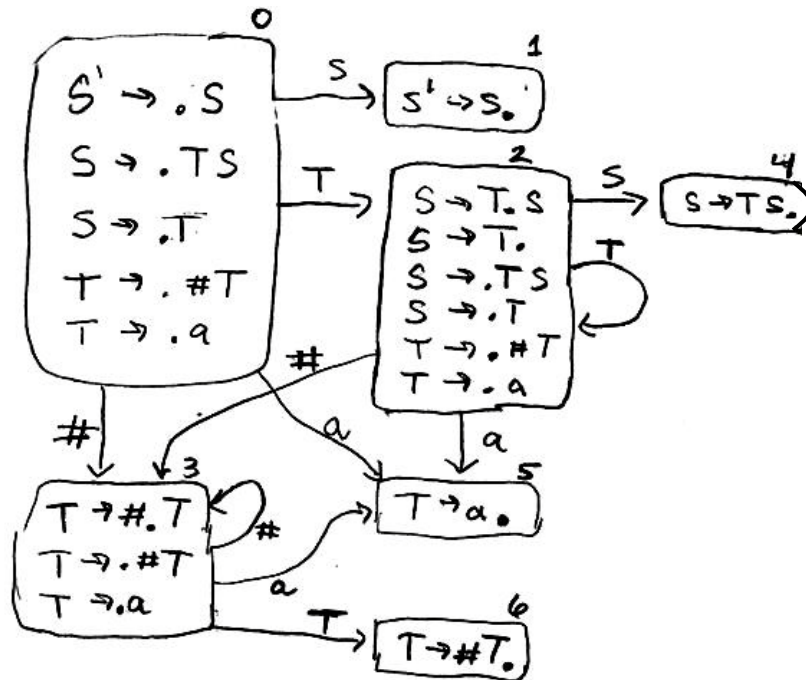 0
S' → .S
S → .TS
S → .T
T → .#T
T → .a
S
1
S' → S.
T
2
S → T.S
S → T.
S → .TS
S → .T
T → .#T
T → .a
S
4
S → TS.
T
#
#
a
a
3
T → #.T
T → .#T
T → .a
#
a
5
T → a.
T
6
T → #T.